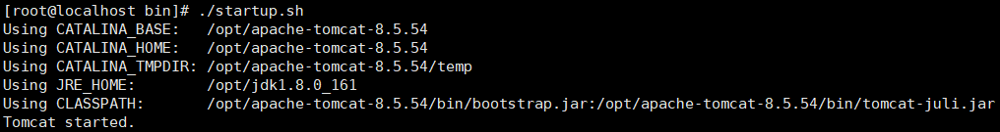 [root@localhost bin]# ./startup.sh
Using CATALINA_BASE:   /opt/apache-tomcat-8.5.54
Using CATALINA_HOME:   /opt/apache-tomcat-8.5.54
Using CATALINA_TMPDIR: /opt/apache-tomcat-8.5.54/temp
Using JRE_HOME:        /opt/jdk1.8.0_161
Using CLASSPATH:       /opt/apache-tomcat-8.5.54/bin/bootstrap.jar:/opt/apache-tomcat-8.5.54/bin/tomcat-juli.jar
Tomcat started.